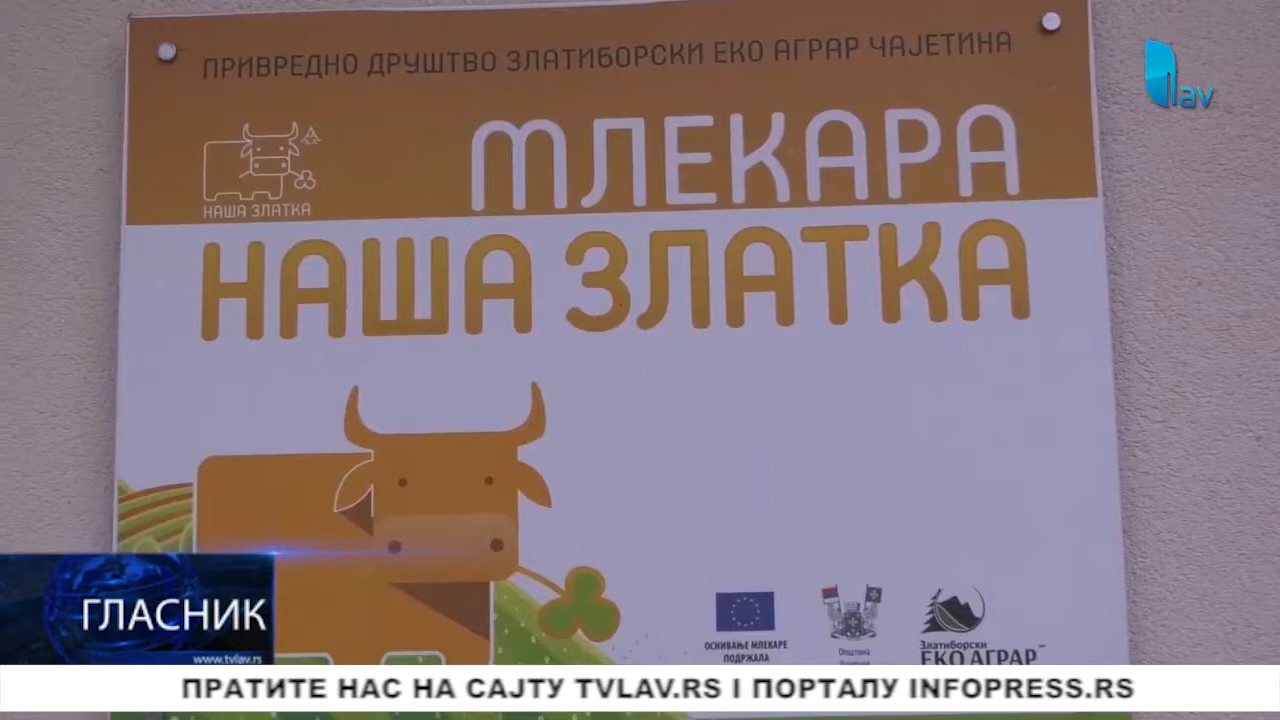 ПРИВРЕДНО ДРУШТВО ЗЛАТИБОРСКИ ЕКО АГРАР ЧАЈЕТИНА
lav
МЛЕКАРА
НАША ЗЛАТКА
НАША ЗЛАТКА
ОСНИВАЊЕ МЛЕКАРЕ
ПОДРЖАЛА
Општина
Златиборски
ЕКО АГРАР
ГЛАСНИК
www.tvlav.rs
ПРАТИТЕ НАС НА САЈТУ TVLAV.RS I ПОРТАЛУ INFOPRESS.RS